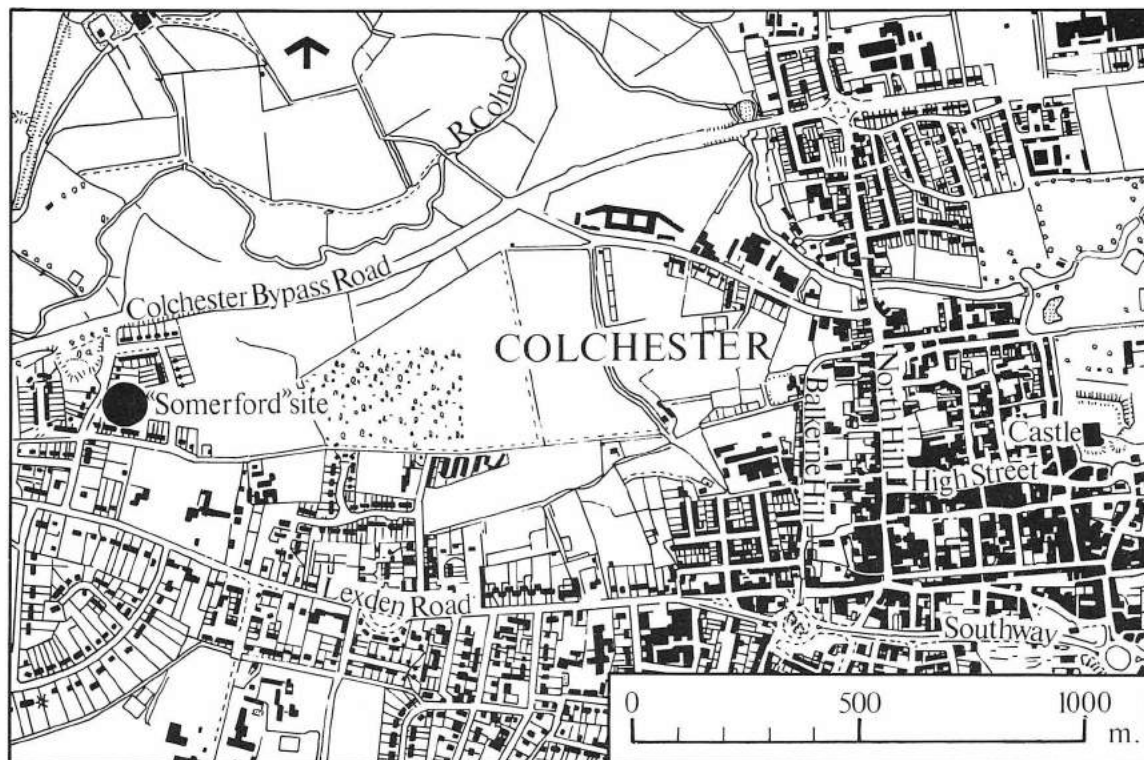 R. Colne
Colchester Bypass Road
COLCHESTER
"Somerford" site
Balkerne Hill
North Hill
Castle
High Street
Lexden Road
Southway
0 500 1000
m.